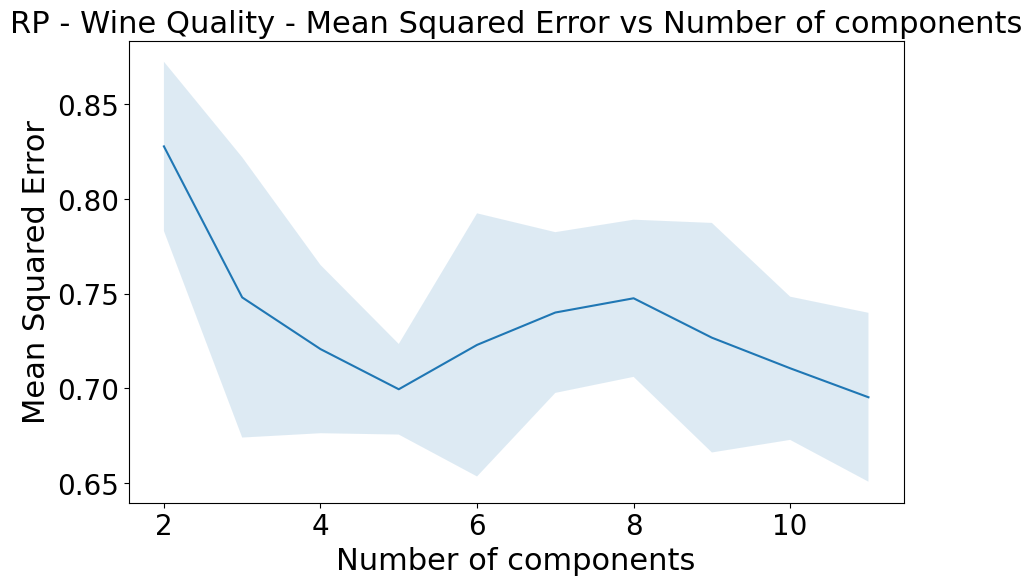 RP - Wine Quality - Mean Squared Error vs Number of components
Mean Squared Error
0.85
0.80
0.75
0.70
0.65
2 4 6 8 10
Number of components